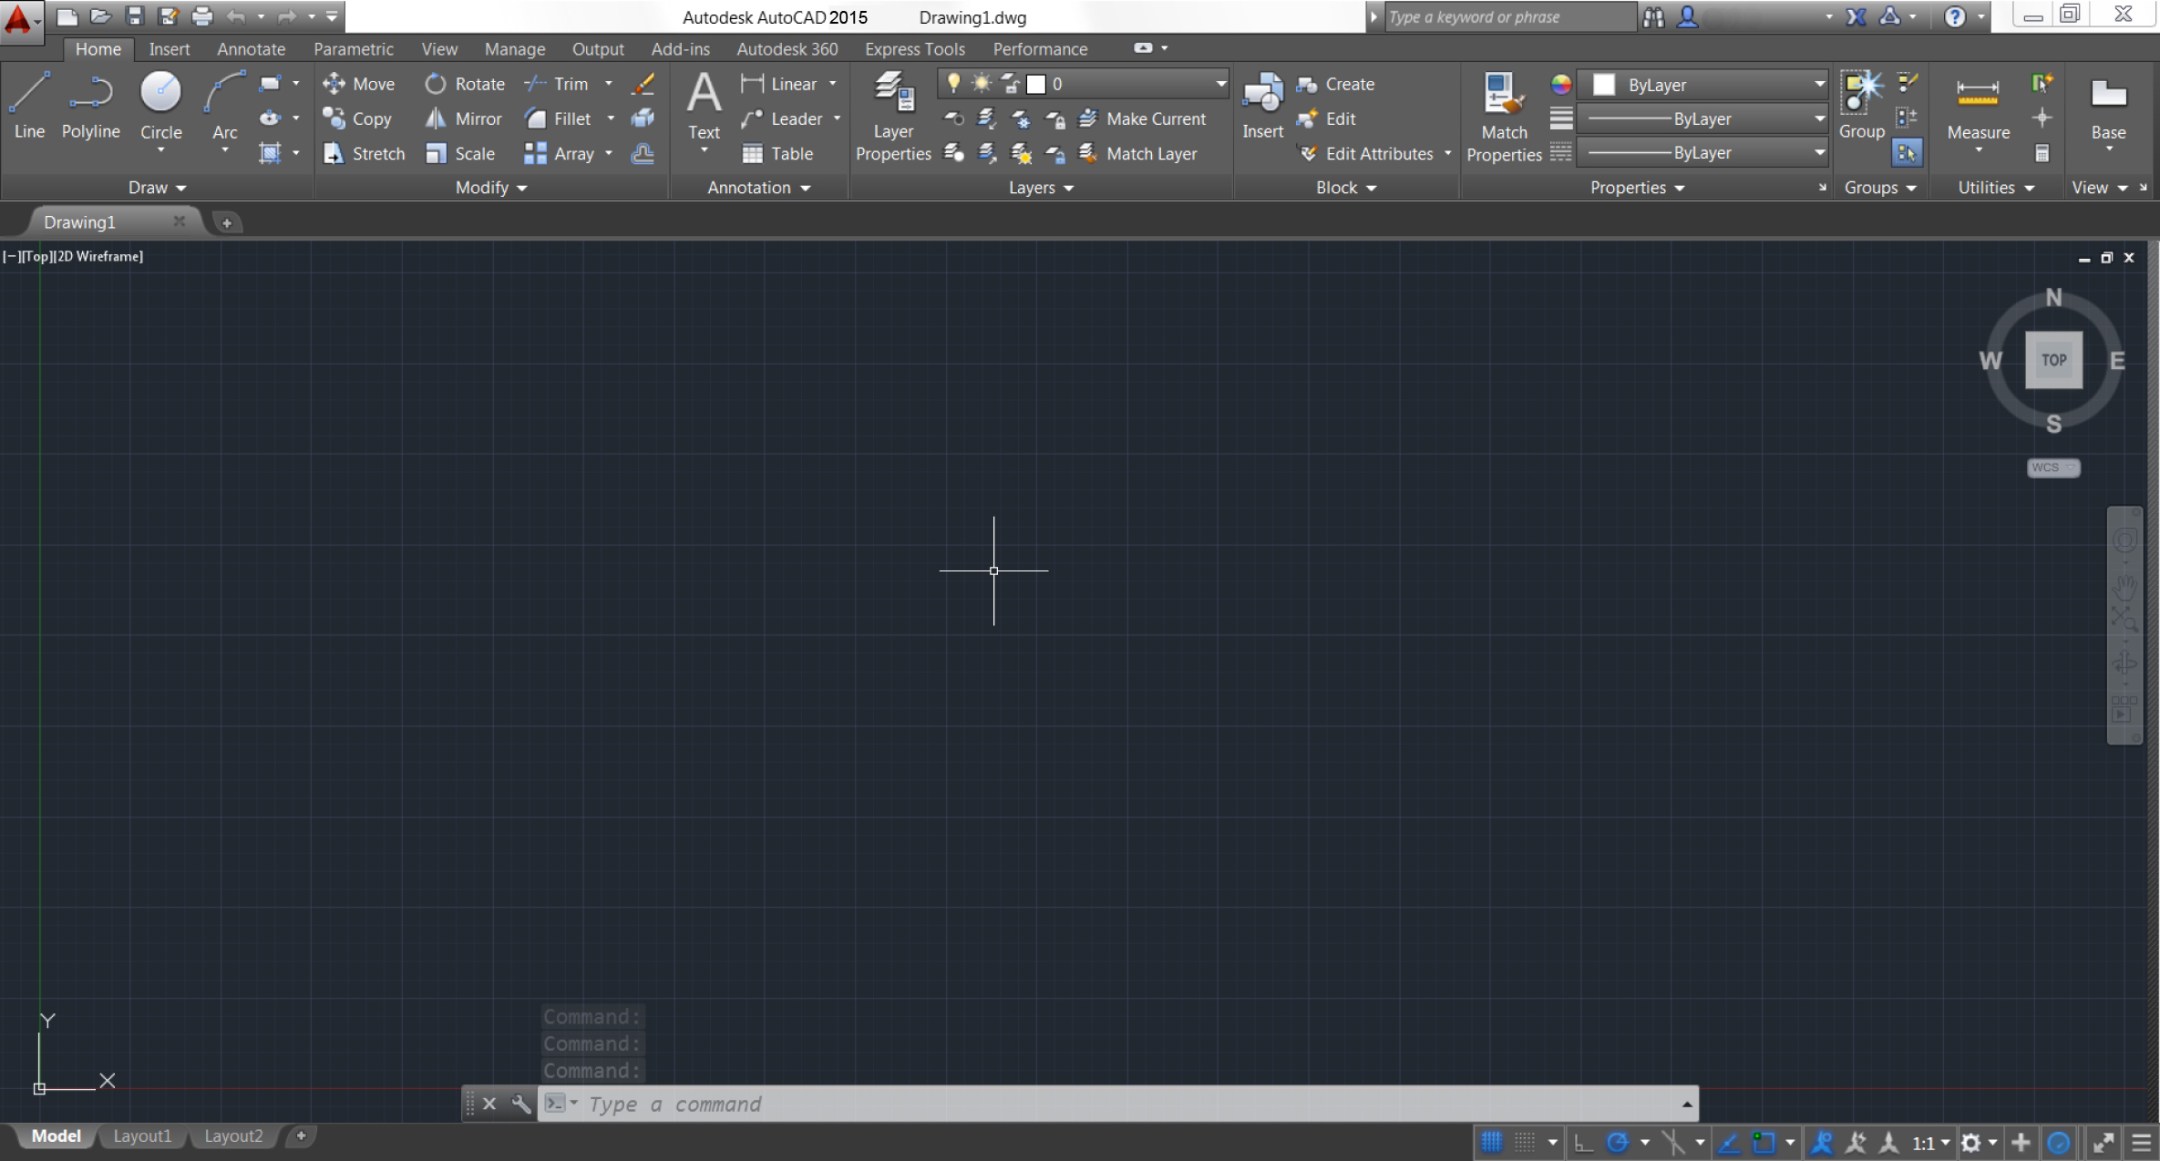 Autodesk AutoCAD 2015 Drawing1.dwg
Type a keyword or phrase
Home Insert Annotate Parametric View Manage Output Add-ins Autodesk 360 Express Tools Performance
Line Polyline Circle Arc
Move Rotate Trim
Copy Mirror Fillet
Stretch Scale Array
Text
Linear
Leader
Table
Layer
Properties
0
Make Current
Match Layer
Insert
Create
Edit
Edit Attributes
Match
Properties
ByLayer
ByLayer
ByLayer
Group
Measure
Base
Draw Modify Annotation Layers Block Properties Groups Utilities View
Drawing1
[−][Top][2D Wireframe]
N
W TOP E
S
WCS
Y
X
Command:
Command:
Command:
Type a command
Model Layout1 Layout2
1:1